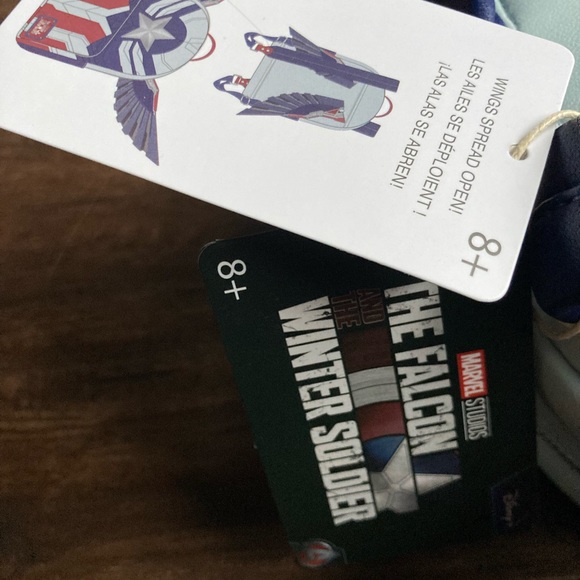 WINGS SPREAD OPEN!
LES AILES SE DÉPLOIENT !
¡LAS ALAS SE ABREN!
8+
8+
MARVEL STUDIOS
THE FALCON
AND
THE
WINTER SOLDIER
Disney